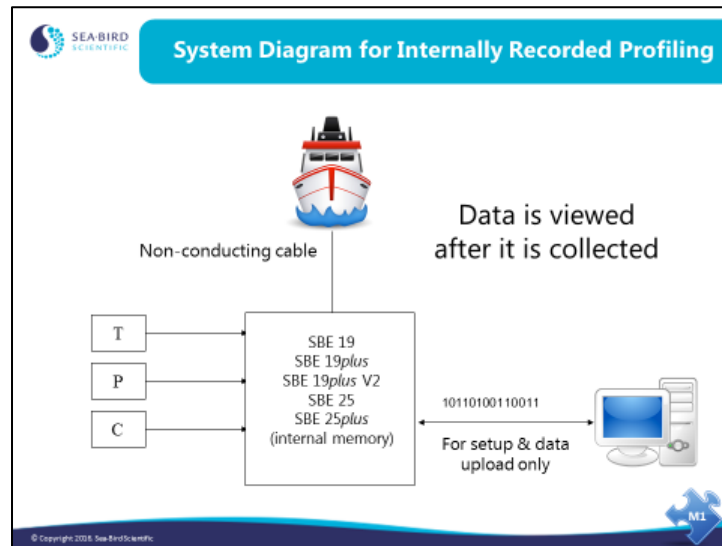 SEA·BIRD
SCIENTIFIC
System Diagram for Internally Recorded Profiling
Data is viewed
after it is collected
Non-conducting cable
T
P
C
SBE 19
SBE 19plus
SBE 19plus V2
SBE 25
SBE 25plus
(internal memory)
10110100110011
For setup & data
upload only
M1
© Copyright 2016. Sea-Bird Scientific